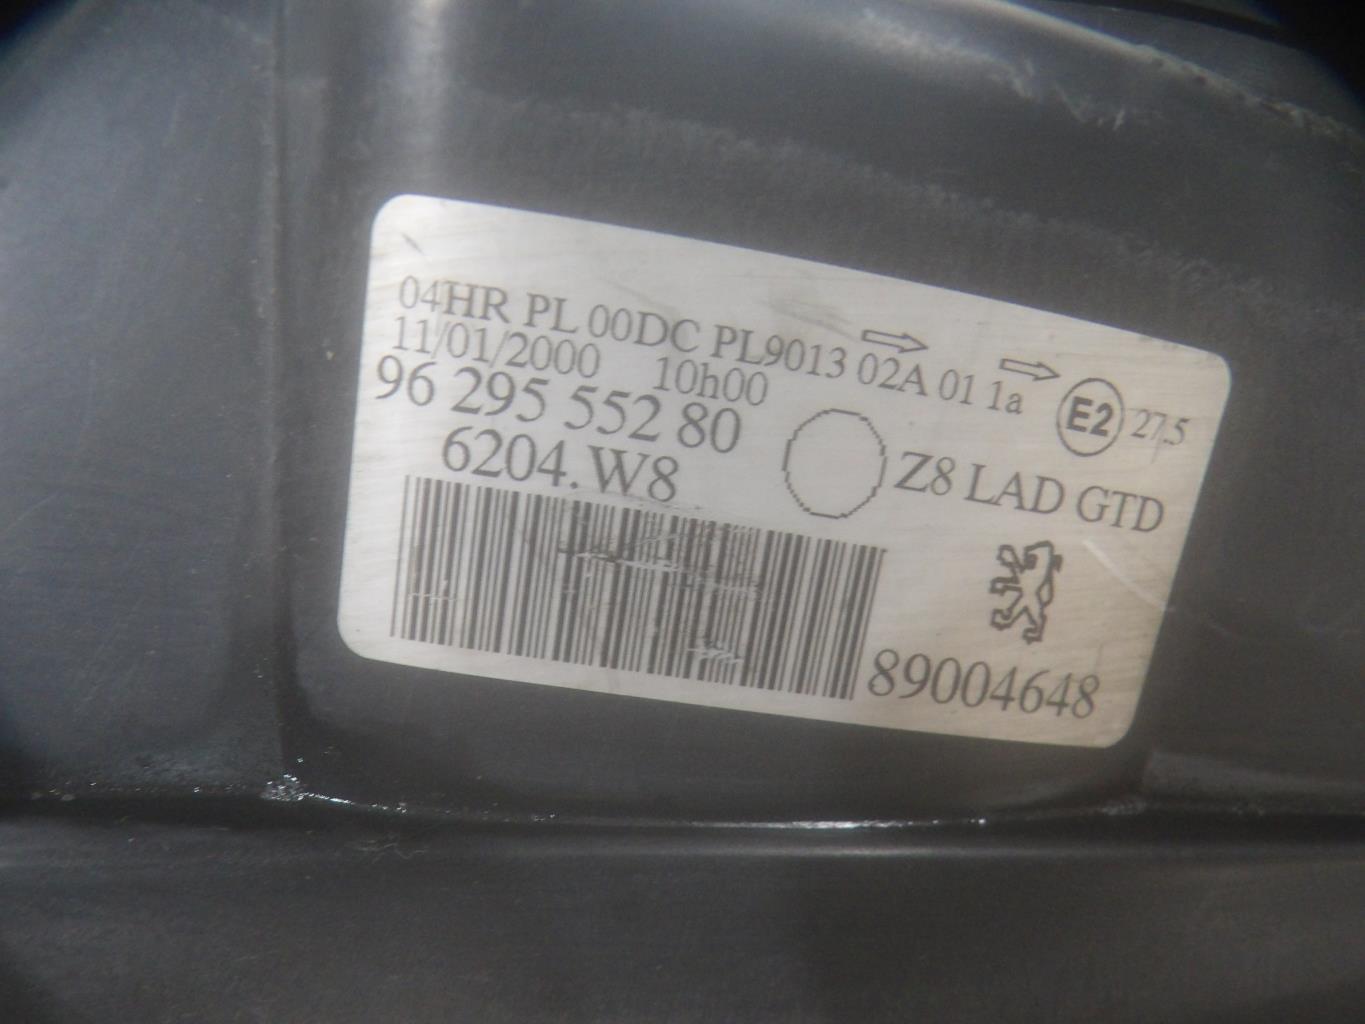 04HR PL 00DC PL9013 02A 01 1a
E2 27.5
11/01/2000 10h00
96 295 552 80
6204.W8
Z8 LAD GTD
89004648